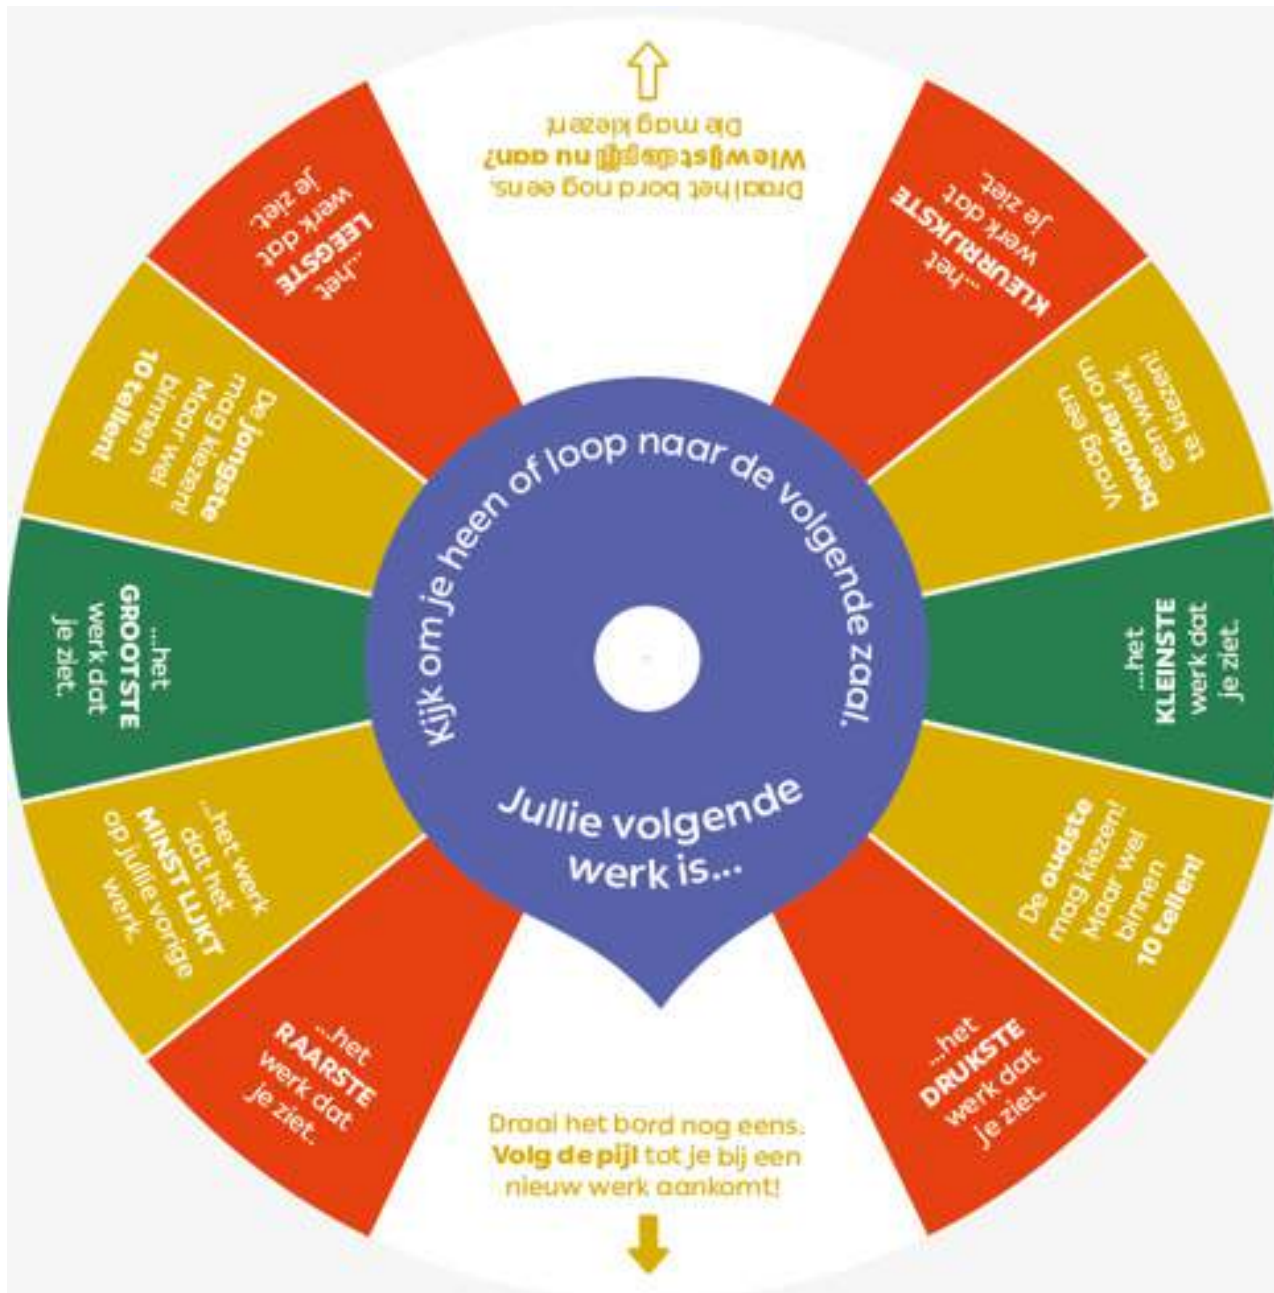 Kijk om je heen of loop naar de volgende zaal.
Jullie volgende
werk is...
Draai het bord nog eens.
nu aan?
Die mag kiezen!
...het
KLEURRIJKSTE
werk dat
je ziet.
Vraag een
bewaker om
een werk
te kiezen!
...het
KLEINSTE
werk dat
je ziet.
De oudste
mag kiezen!
Maar wel
binnen
10 tellen!
...het
DRUKSTE
werk dat
je ziet.
Draai het bord nog eens.
Volg de pijl tot je bij een
nieuw werk aankomt!
...het
RAARSTE
werk dat
je ziet.
...het werk
dat het
MINST LIJKT
op jullie vorige
werk.
...het
GROOTSTE
werk dat
je ziet.
De jongste
mag kiezen!
Maar wel
binnen
10 tellen!
...het
LEEGSTE
werk dat
je ziet.